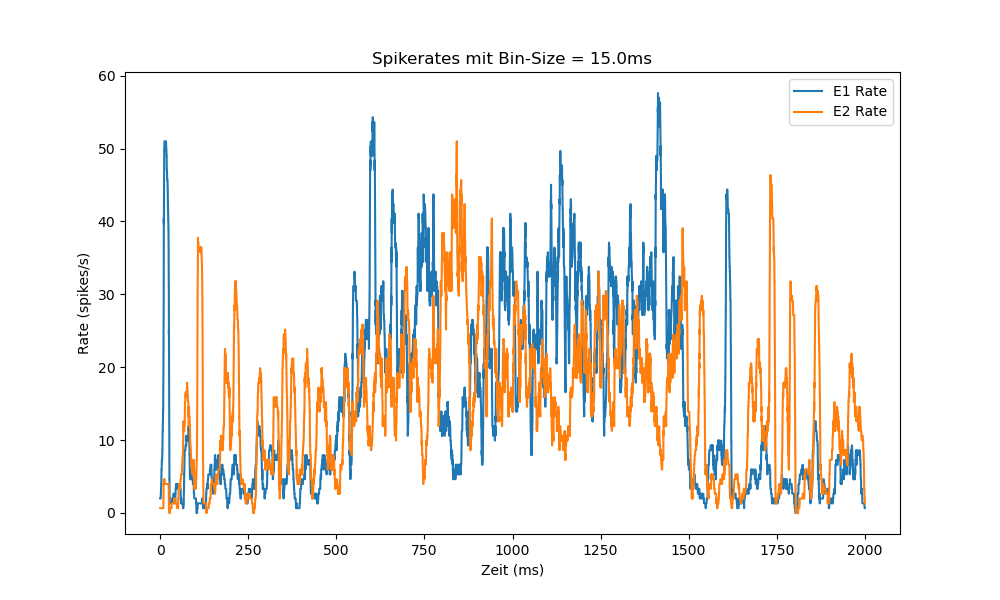 Spikerates mit Bin-Size = 15.0ms
E1 Rate
E2 Rate
Rate (spikes/s)
60
50
40
30
20
10
0
0 250 500 750 1000 1250 1500 1750 2000
Zeit (ms)